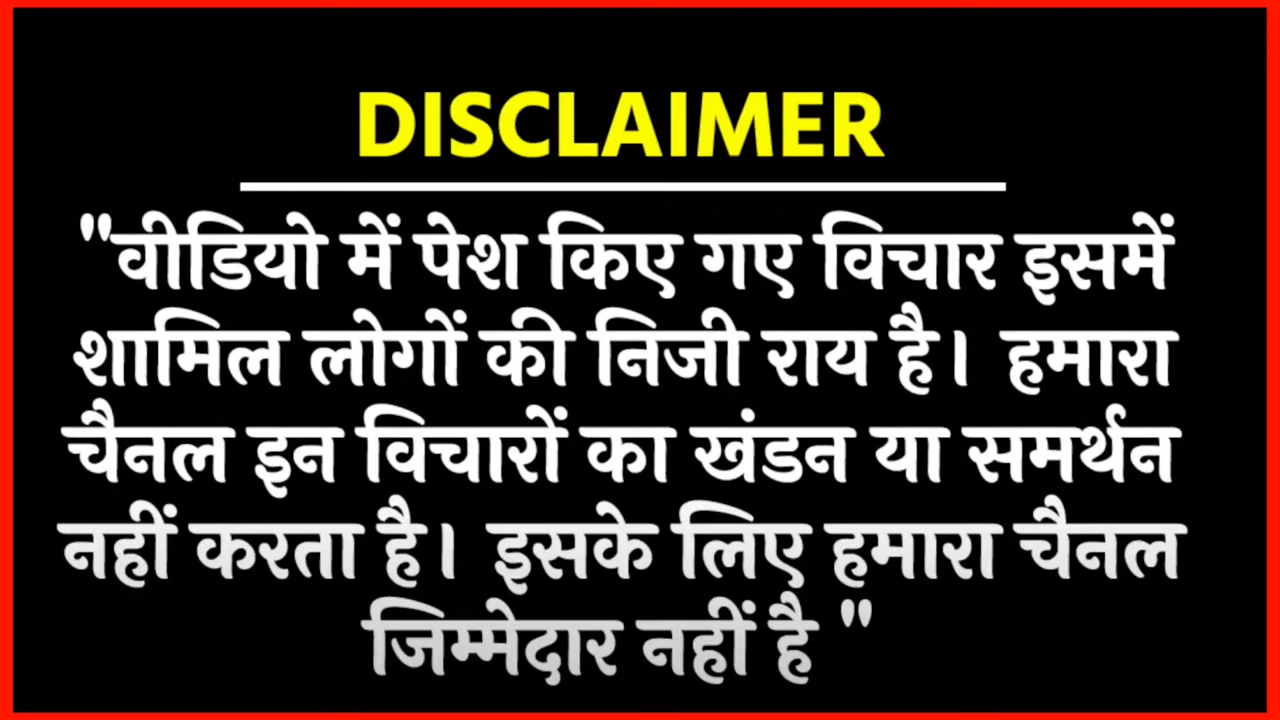 DISCLAIMER
"वीडियो में पेश किए गए विचार इसमें
शामिल लोगों की निजी राय है। हमारा
चैनल इन विचारों का खंडन या समर्थन
नहीं करता है। इसके लिए हमारा चैनल
जिम्मेदार नहीं है "